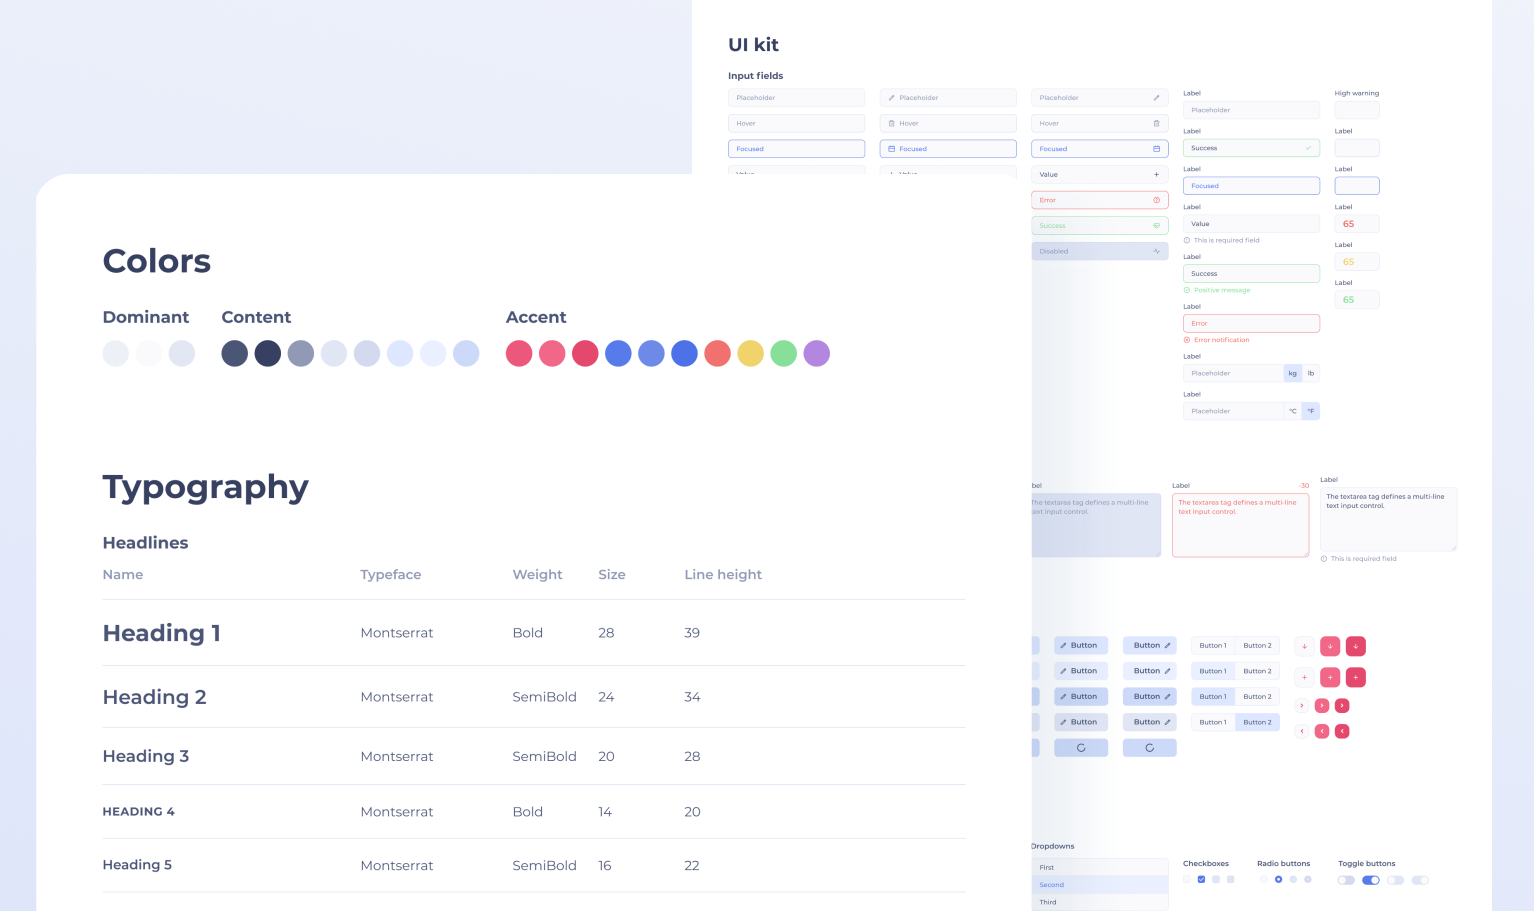 UI kit
Input fields
Placeholder Placeholder Placeholder
Hover Hover Hover
Focused Focused Focused
Value
Error
Success
Disabled
Label
Placeholder
Label
Success
Label
Focused
Label
Value
This is required field
Label
Success
Positive message
Label
Error
Error notification
Label
Placeholder kg lb
Label
Placeholder °C °F
High warning
Label
Label
Label
65
Label
65
Label
65
Colors
Dominant Content Accent
Typography
Headlines
Name Typeface Weight Size Line height
Heading 1 Montserrat Bold 28 39
Heading 2 Montserrat SemiBold 24 34
Heading 3 Montserrat SemiBold 20 28
HEADING 4 Montserrat Bold 14 20
Heading 5 Montserrat SemiBold 16 22
bel
The textarea tag defines a multi-line
ext input control.
Label -30
The textarea tag defines a multi-line
text input control.
Label
The textarea tag defines a multi-line
text input control.
This is required field
Button Button Button 1 Button 2
Button Button Button 1 Button 2
Button Button Button 1 Button 2
Button Button Button 1 Button 2
Dropdowns
First
Second
Third
Checkboxes Radio buttons Toggle buttons